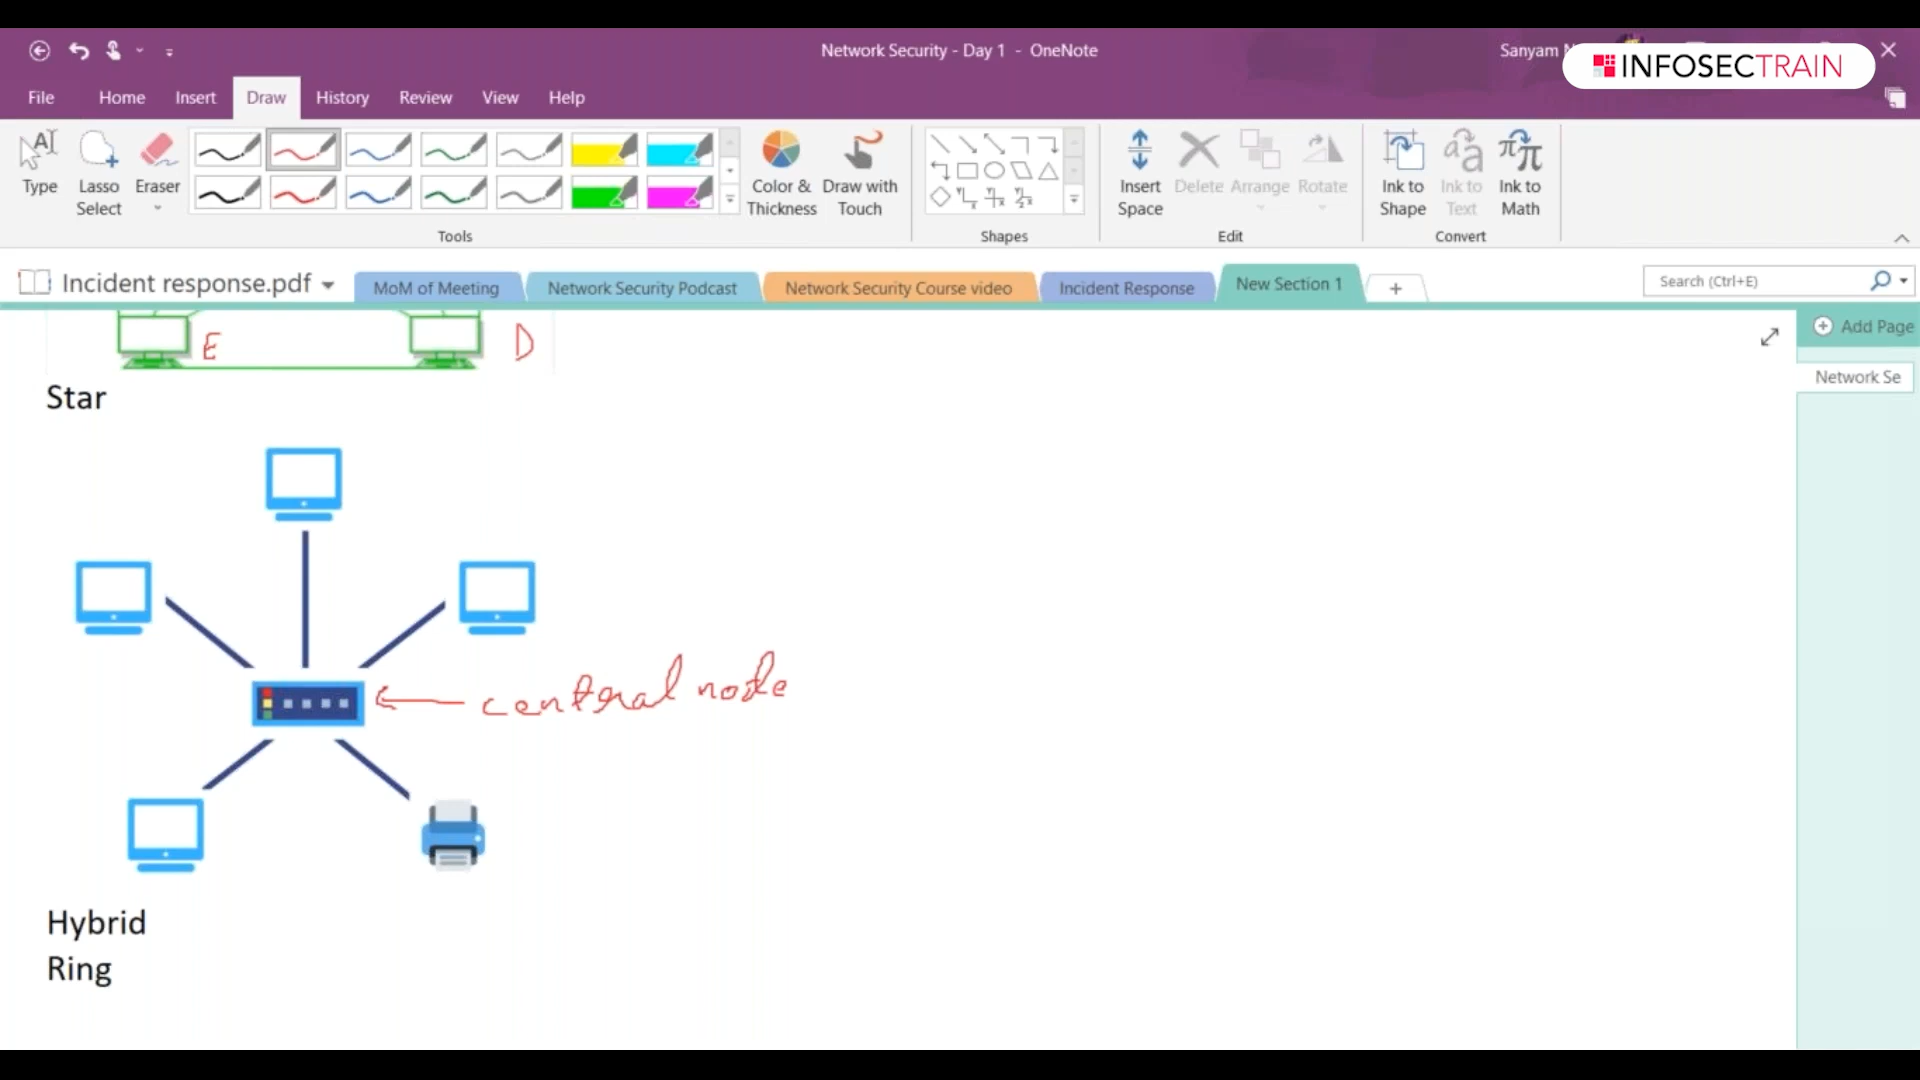 Network Security - Day 1 - OneNote
Sanyam
INFOSECTRAIN
File Home Insert Draw History Review View Help
Type
Lasso Select
Eraser
Color & Thickness
Draw with Touch
Insert Space
Delete
Arrange
Rotate
Ink to Shape
Ink to Text
Ink to Math
Tools Shapes Edit Convert
Incident response.pdf
MoM of Meeting
Network Security Podcast
Network Security Course video
Incident Response
New Section 1
Search (Ctrl+E)
Add Page
Network Se
E
D
Star
central node
Hybrid
Ring